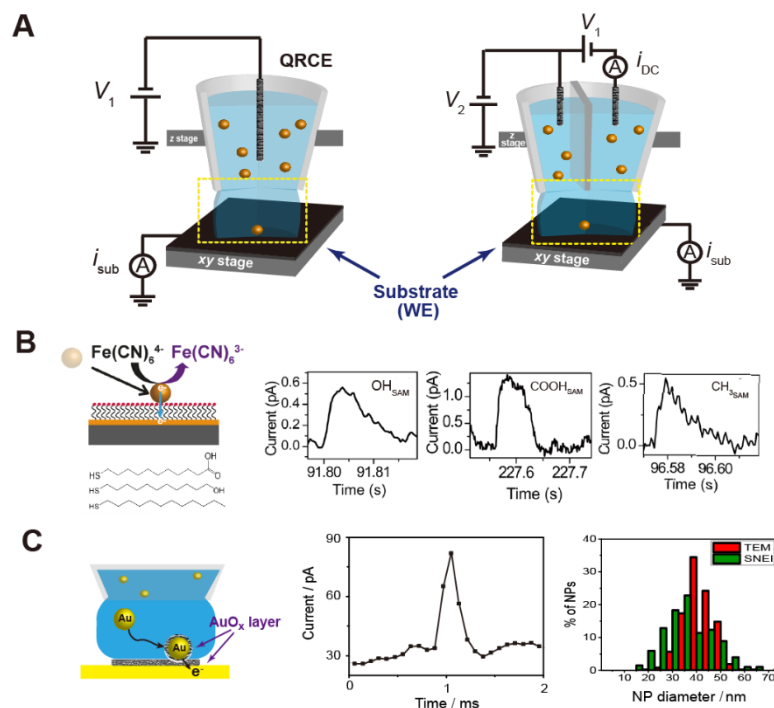 A
V1
QRCE
z stage
isub
A
xy stage
V1
A
iDC
V2
z stage
A
isub
xy stage
Substrate
(WE)
B
Fe(CN)6 4-
Fe(CN)6 3-
e-
OH
HS
O
HS
OH
HS
Current (pA)
0.6
0.4
0.2
0.0
OHSAM
91.80 91.81
Time (s)
Current (pA)
1.0
0.5
0.0
COOHSAM
227.6 227.7
Time (s)
Current (pA)
0.5
0.0
CH3SAM
96.58 96.60
Time (s)
C
Au
Au
AuOx layer
e-
Current / pA
90
60
30
0 1 2
Time / ms
% of NPs
40
30
20
10
0
TEM
SNEI
0 10 20 30 40 50 60 70
NP diameter / nm